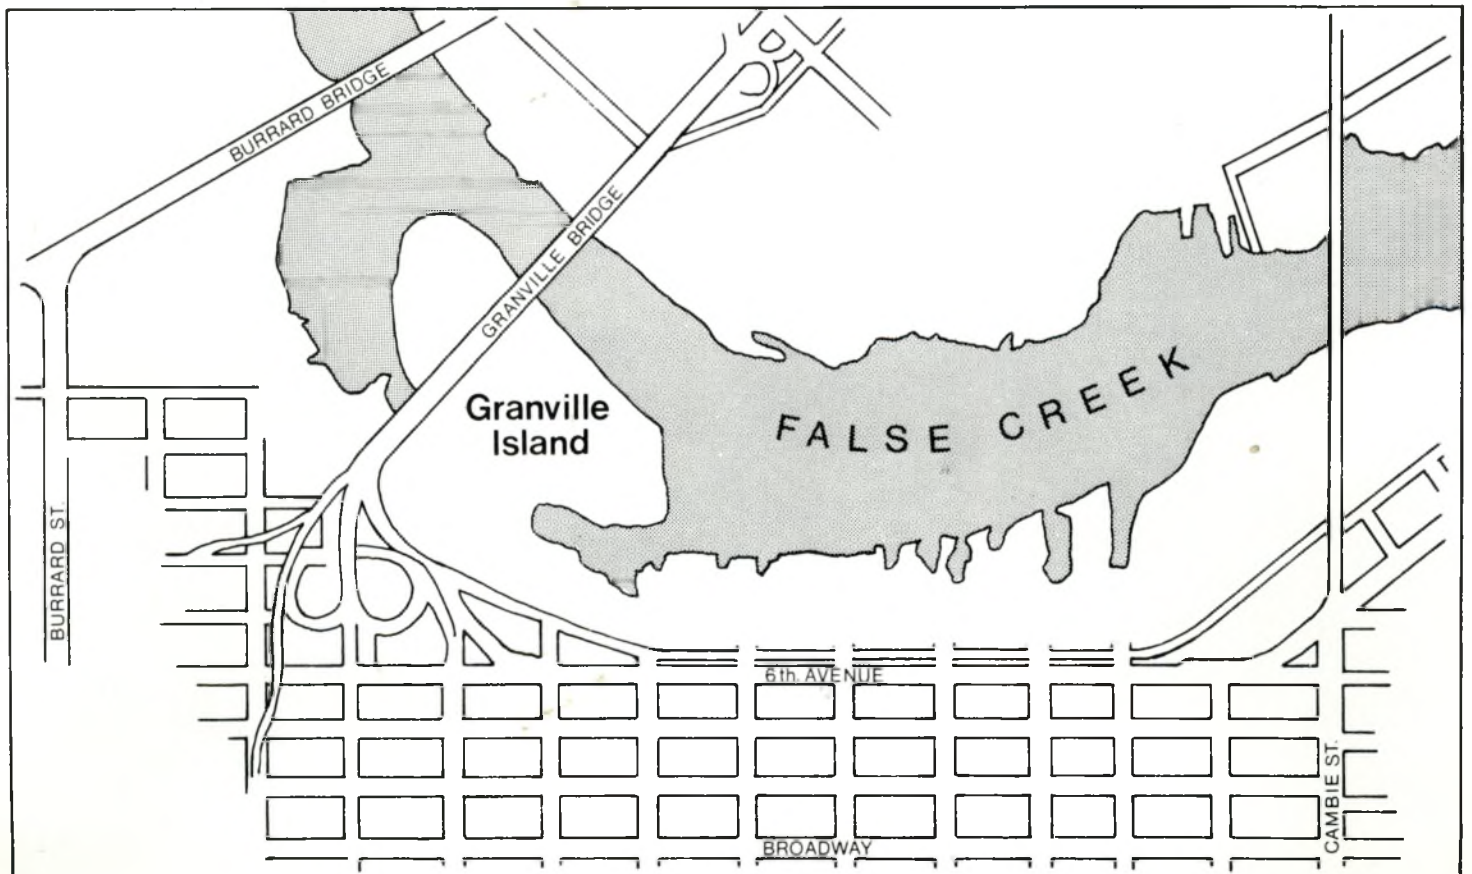 BURRARD BRIDGE
GRANVILLE BRIDGE
Granville
Island
FALSE CREEK
BURRARD ST.
6th. AVENUE
CAMBIE ST.
BROADWAY